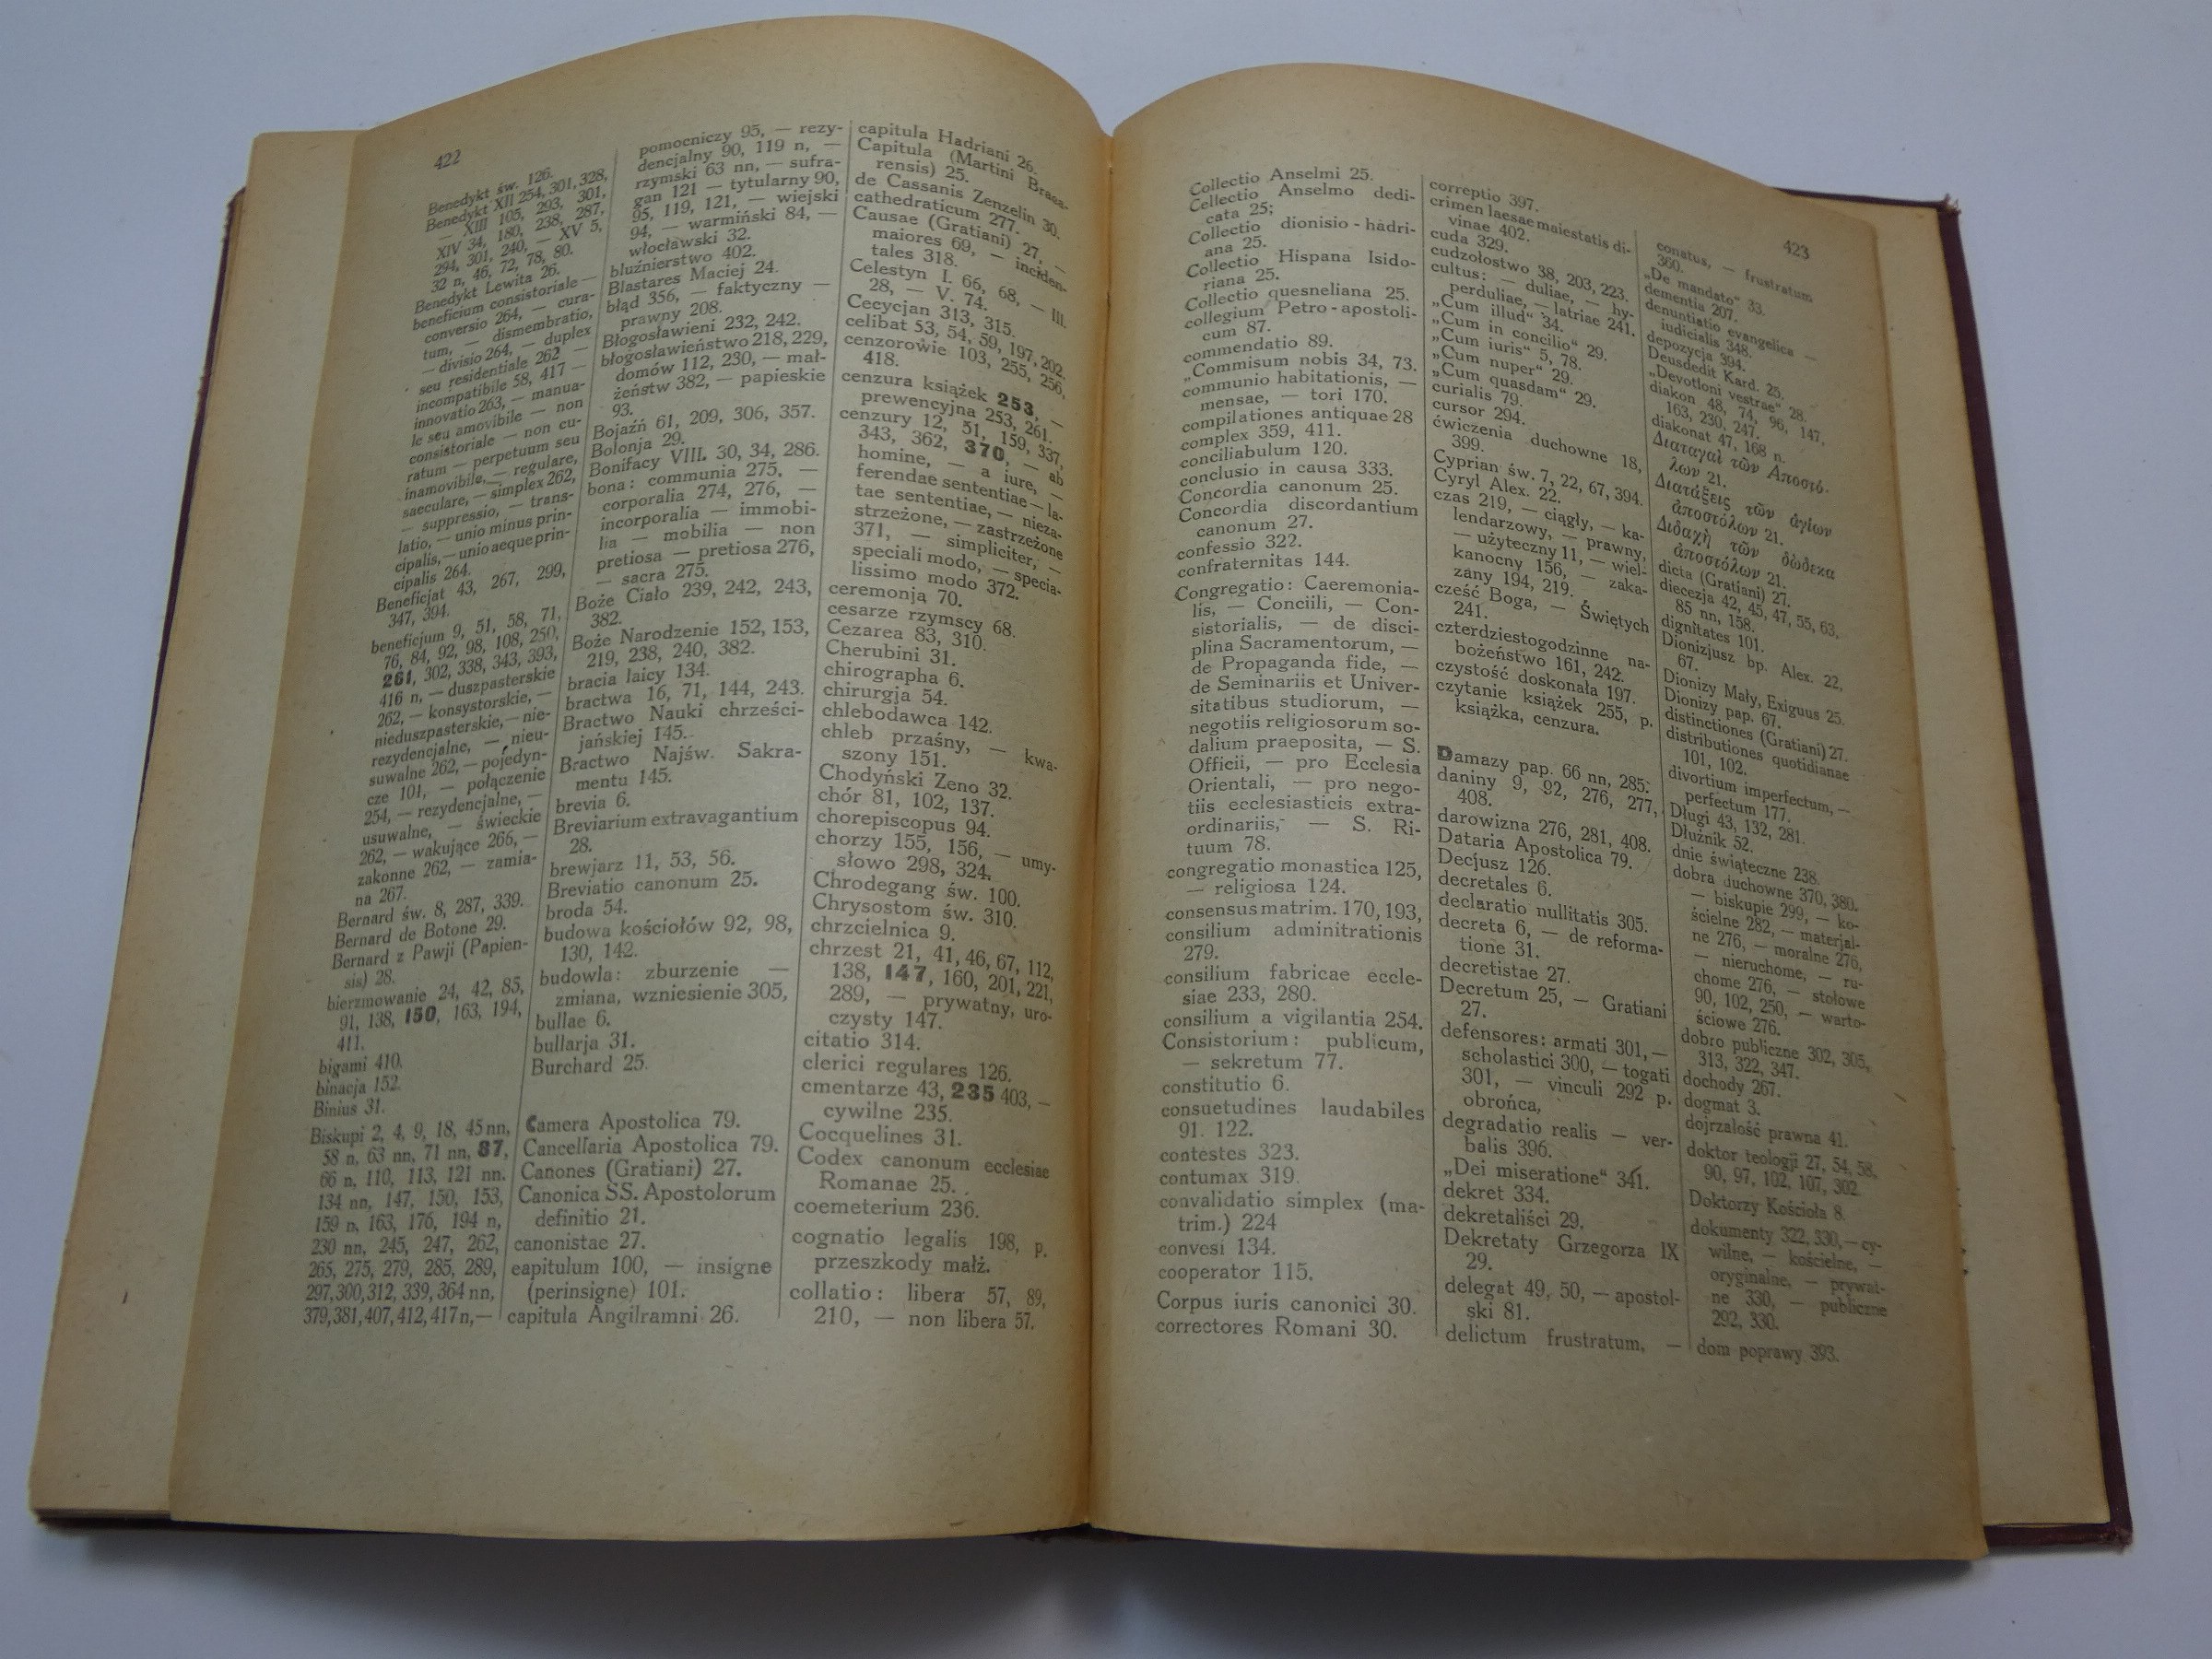 422
Benedykt św. 126.
Benedykt XII 254, 301, 328,
— XIII 105, 293, 301,
XIV 34, 180, 238, 287,
294, 301, 240, — XV 5,
32 n, 46, 72, 78, 80.
Benedykt Lewita 26.
beneficium consistoriale —
conversio 264, — cura-
tum, — dismembratio,
— divisio 264, — duplex
seu residentiale 262 —
incompatibile 58, 417 —
innovatio 263, — manua-
le seu amovibile — non
consistoriale — non cu-
ratum — perpetuum seu
inamovibile, — regulare,
saeculare, — simplex 262,
— suppressio, — trans-
latio, — unio minus prin-
cipalis, — unio aeque prin-
cipalis 264.
Beneficjat 43, 267, 299,
347, 394.
beneficjum 9, 51, 58, 71,
76, 84, 92, 98, 108, 250,
261, 302, 338, 343, 393,
416 n, — duszpasterskie
262, — konsystorskie, —
nieduszpasterskie, — nie-
rezydencjalne, — nieu-
suwalne 262, — pojedyn-
cze 101, — połączenie
254, — rezydencjalne, —
usuwalne, — świeckie
262, — wakujące 266, —
zakonne 262, — zamia-
na 267.
Bernard św. 8, 287, 339.
Bernard de Botone 29.
Bernard z Pawji (Papien-
sis) 28.
bierzmowanie 24, 42, 85,
91, 138, 150, 163, 194,
411.
bigami 410.
binacja 152.
Binius 31.
Biskupi 2, 4, 9, 18, 45 nn,
58 n, 63 nn, 71 nn, 87,
66 n, 110, 113, 121 nn.
134 nn, 147, 150, 153,
159 n, 163, 176, 194 n,
230 nn, 245, 247, 262,
265, 275, 279, 285, 289,
297, 300, 312, 339, 364 nn,
379, 381, 407, 412, 417 n, —
pomocniczy 95, — rezy-
dencjalny 90, 119 n, —
rzymski 63 nn, — sufra-
gan 121 — tytularny 90,
95, 119, 121, — wiejski
94, — warmiński 84, —
włocławski 32.
bluźnierstwo 402.
Blastares Maciej 24.
błąd 356, — faktyczny —
prawny 208.
Błogosławieni 232, 242.
błogosławieństwo 218, 229,
domów 112, 230, — mał-
żeństw 382, — papieskie
93.
Bojaźń 61, 209, 306, 357.
Bolonja 29.
Bonifacy VIII. 30, 34, 286.
bona: communia 275, —
corporalia 274, 276, —
incorporalia — immobi-
lia — mobilia — non
pretiosa — pretiosa 276,
— sacra 275.
Boże Ciało 239, 242, 243,
382.
Boże Narodzenie 152, 153,
219, 238, 240, 382.
bracia laicy 134.
bractwa 16, 71, 144, 243.
Bractwo Nauki chrześci-
jańskiej 145.
Bractwo Najśw. Sakra-
mentu 145.
brevia 6.
Breviarium extravagantium
28.
brewjarz 11, 53, 56.
Breviatio canonum 25.
broda 54.
budowa kościołów 92, 98,
130, 142.
budowla: zburzenie —
zmiana, wzniesienie 305,
bullae 6.
bullarja 31.
Burchard 25.
Camera Apostolica 79.
Cancellaria Apostolica 79.
Canones (Gratiani) 27.
Canonica SS. Apostolorum
definitio 21.
canonistae 27.
eapitulum 100, — insigne
(perinsigne) 101.
capitula Angilramni 26.
capitula Hadriani 26.
Capitula (Martini Braca-
rensis) 25.
de Cassanis Zenzelin 30.
cathedraticum 277.
Causae (Gratiani) 27, —
maiores 69, — inciden-
tales 318.
Celestyn I. 66, 68, — III.
28, — V. 74.
Cecycjan 313, 315.
celibat 53, 54, 59, 197, 202.
cenzorowie 103, 255, 256,
418.
cenzura książek 253, —
prewencyjna 253, 261.
cenzury 12, 51, 159, 337,
343, 362, 370, — ab
homine, — a iure, —
ferendae sententiae — la-
tae sententiae, — nieza-
strzeżone, — zastrzeżone
371, — simpliciter, —
speciali modo, — specia-
lissimo modo 372.
ceremonją 70.
cesarze rzymscy 68.
Cezarea 83, 310.
Cherubini 31.
chirographa 6.
chirurgja 54.
chlebodawca 142.
chleb przaśny, — kwa-
szony 151.
Chodyński Zeno 32.
chór 81, 102, 137.
chorepiscopus 94.
chorzy 155, 156, — umy-
słowo 298, 324.
Chrodegang św. 100.
Chrysostom św. 310.
chrzcielnica 9.
chrzest 21, 41, 46, 67, 112,
138, 147, 160, 201, 221,
289, — prywatny, uro-
czysty 147.
citatio 314.
clerici regulares 126.
cmentarze 43, 235 403, —
cywilne 235.
Cocquelines 31.
Codex canonum ecclesiae
Romanae 25.
coemeterium 236.
cognatio legalis 198, p.
przeszkody małż.
collatio: libera 57, 89,
210, — non libera 57.
423
Collectio Anselmi 25.
Cellectio Anselmo dedi-
cata 25;
Collectio dionisio-hadri-
ana 25.
Collectio Hispana Isido-
riana 25.
Collectio quesneliana 25.
collegium Petro-apostoli-
cum 87.
commendatio 89.
„Commisum nobis 34, 73.
communio habitationis, —
mensae, — tori 170.
compilationes antiquae 28
complex 359, 411.
conciliabulum 120.
conclusio in causa 333.
Concordia canonum 25.
Concordia discordantium
canonum 27.
confessio 322.
confraternitas 144.
Congregatio: Caeremonia-
lis, — Conciili, — Con-
sistorialis, — de disci-
plina Sacramentorum, —
de Propaganda fide, —
de Seminariis et Univer-
sitatibus studiorum, —
negotiis religiosorum so-
dalium praeposita, — S.
Officii, — pro Ecclesia
Orientali, — pro nego-
tiis ecclesiasticis extra-
ordinariis, — S. Ri-
tuum 78.
congregatio monastica 125,
— religiosa 124.
consensus matrim. 170, 193,
consilium adminitrationis
279.
consilium fabricae eccle-
siae 233, 280.
consilium a vigilantia 254.
Consistorium: publicum,
— sekretum 77.
constitutio 6.
consuetudines laudabiles
91. 122.
contestes 323.
contumax 319.
convalidatio simplex (ma-
trim.) 224
convesi 134.
cooperator 115.
Corpus iuris canonici 30.
correctores Romani 30.
correptio 397.
crimen laesae maiestatis di-
vinae 402.
cuda 329.
cudzołostwo 38, 203, 223.
cultus: — duliae, — hy-
perduliae, — latriae 241.
„Cum illud“ 34.
„Cum in concilio“ 29.
„Cum iuris“ 5, 78.
„Cum nuper“ 29.
„Cum quasdam“ 29.
curialis 79.
cursor 294.
ćwiczenia duchowne 18,
399.
Cyprian św. 7, 22, 67, 394.
Cyryl Alex. 22.
czas 219, — ciągły, — ka-
lendarzowy, — prawny,
— użyteczny 11, — wiel-
kanocny 156, — zaka-
zany 194, 219.
cześć Boga, — Świętych
241.
czterdziestogodzinne na-
bożeństwo 161, 242.
czystość doskonała 197.
czytanie książek 255, p.
książka, cenzura.
Damazy pap. 66 nn, 285.
daniny 9, 92, 276, 277,
408.
darowizna 276, 281, 408.
Dataria Apostolica 79.
Decjusz 126.
decretales 6.
declaratio nullitatis 305.
decreta 6, — de reforma-
tione 31.
decretistae 27.
Decretum 25, — Gratiani
27.
defensores: armati 301, —
scholastici 300, — togati
301, — vinculi 292 p.
obrońca,
degradatio realis — ver-
balis 396.
„Dei miseratione“ 341.
dekret 334.
dekretaliści 29.
Dekretaty Grzegorza IX
29.
delegat 49, 50, — apostol-
ski 81.
delictum frustratum, —
conatus, — frustratum
360.
„De mandato“ 33.
dementia 207.
denuntiatio evangelica —
iudicialis 348.
depozycja 394.
Deusdedit Kard. 25.
„Devotloni vestrae“ 28.
diakon 48, 74, 96, 147,
163, 230, 247.
diakonat 47, 168 n.
Διαταγαὶ τῶν Αποστό-
λων 21.
Διατάξεις τῶν ἁγίων
ἀποστόλων 21.
Διδαχὴ τῶν δώδεκα
ἀποστόλων 21.
dicta (Gratiani) 27.
diecezja 42, 45, 47, 55, 63,
85 nn, 158.
dignitates 101.
Dionizjusz bp. Alex. 22,
67.
Dionizy Mały, Exiguus 25.
Dionizy pap. 67.
distinctiones (Gratiani) 27.
distributiones quotidianae
101, 102.
divortium imperfectum, —
perfectum 177.
Długi 43, 132, 281.
Dłużnik 52.
dnie świąteczne 238.
dobra duchowne 370, 380.
— biskupie 299, — ko-
ścielne 282, — materjal-
ne 276, — moralne 276,
— nieruchome, — ru-
chome 276, — stołowe
90, 102, 250, — warto-
ściowe 276.
dobro publiczne 302, 305,
313, 322, 347.
dochody 267.
dogmat 3.
dojrzałość prawna 41.
doktor teologji 27, 54, 58,
90, 97, 102, 107, 302.
Doktorzy Kościoła 8.
dokumenty 322, 330, — cy-
wilne, — kościelne, —
oryginalne, — prywat-
ne 330, — publiczne
292, 330.
dom poprawy 393.